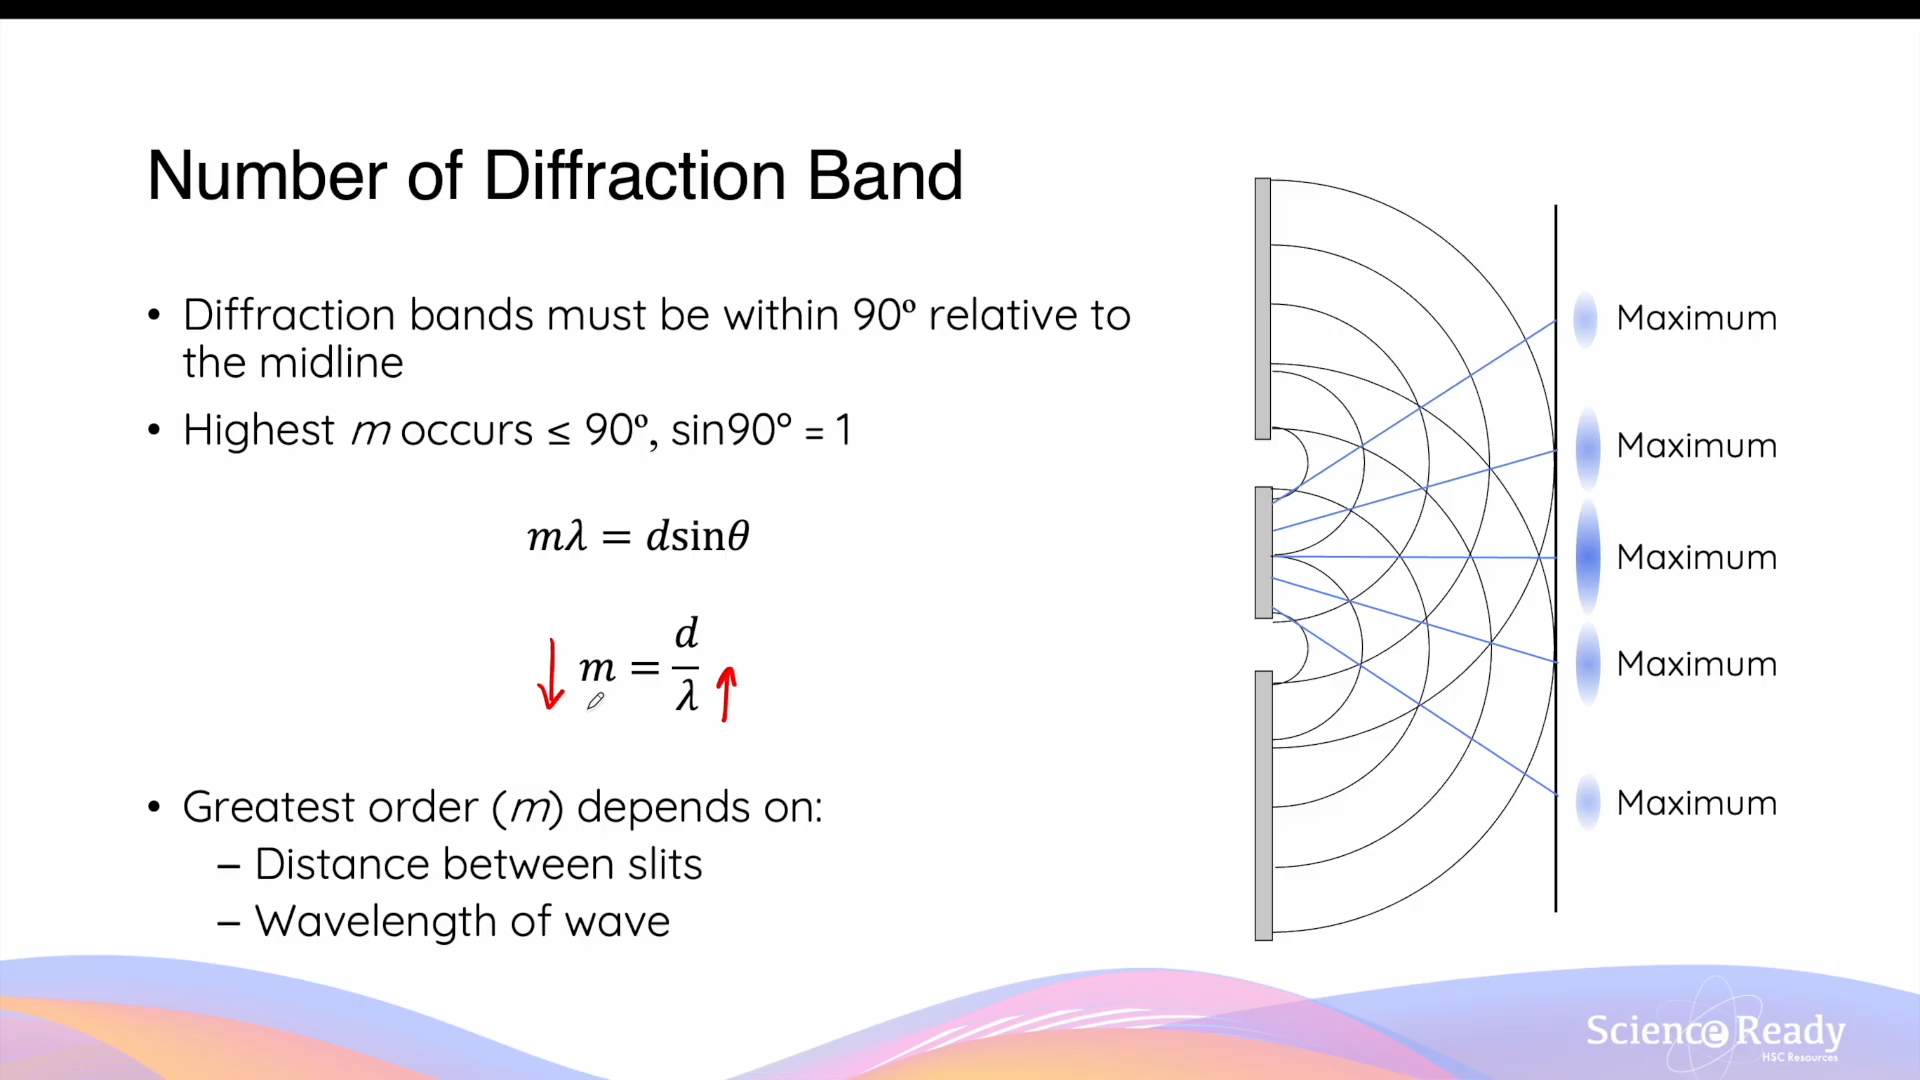 Number of Diffraction Band
• Diffraction bands must be within 90º relative to
the midline
• Highest m occurs ≤ 90º, sin90º = 1
mλ = dsinθ
m = d/λ
• Greatest order (m) depends on:
– Distance between slits
– Wavelength of wave
Maximum
Maximum
Maximum
Maximum
Maximum
Science Ready
HSC Resources